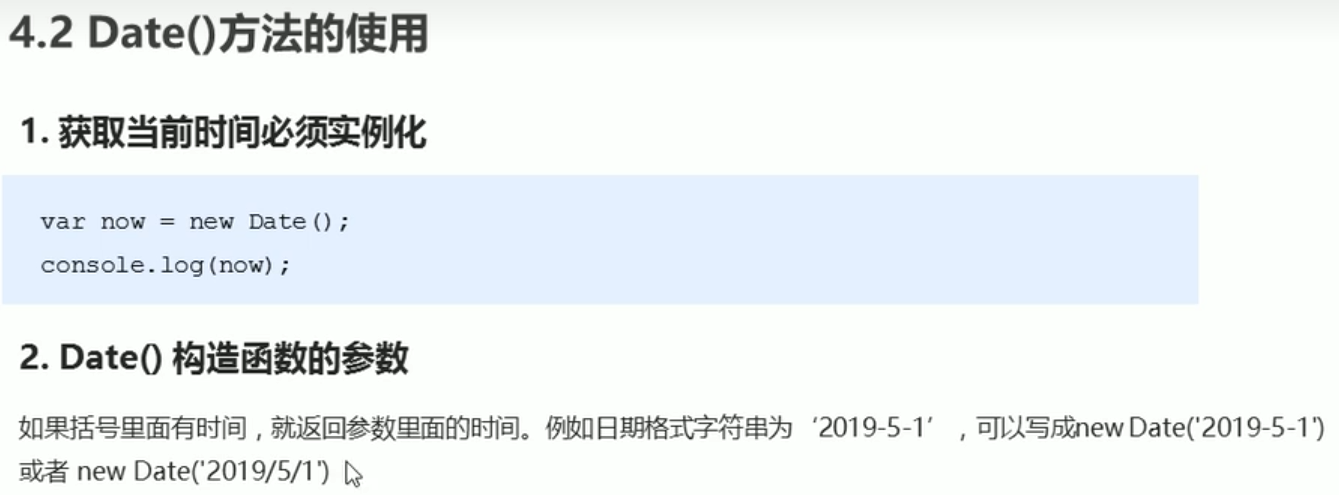 4.2 Date()方法的使用
1. 获取当前时间必须实例化
var now = new Date();
console.log(now);
2. Date() 构造函数的参数
如果括号里面有时间，就返回参数里面的时间。例如日期格式字符串为‘2019-5-1’，可以写成new Date('2019-5-1')
或者 new Date('2019/5/1')